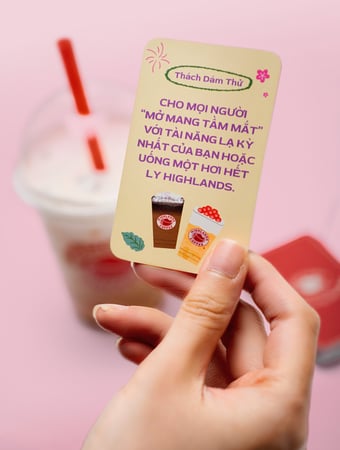 Thách Dám Thử
CHO MỌI NGƯỜI
"MỞ MANG TẦM MẮT"
VỚI TÀI NĂNG LẠ KỲ
NHẤT CỦA BẠN HOẶC
UỐNG MỘT HƠI HẾT
LY HIGHLANDS.